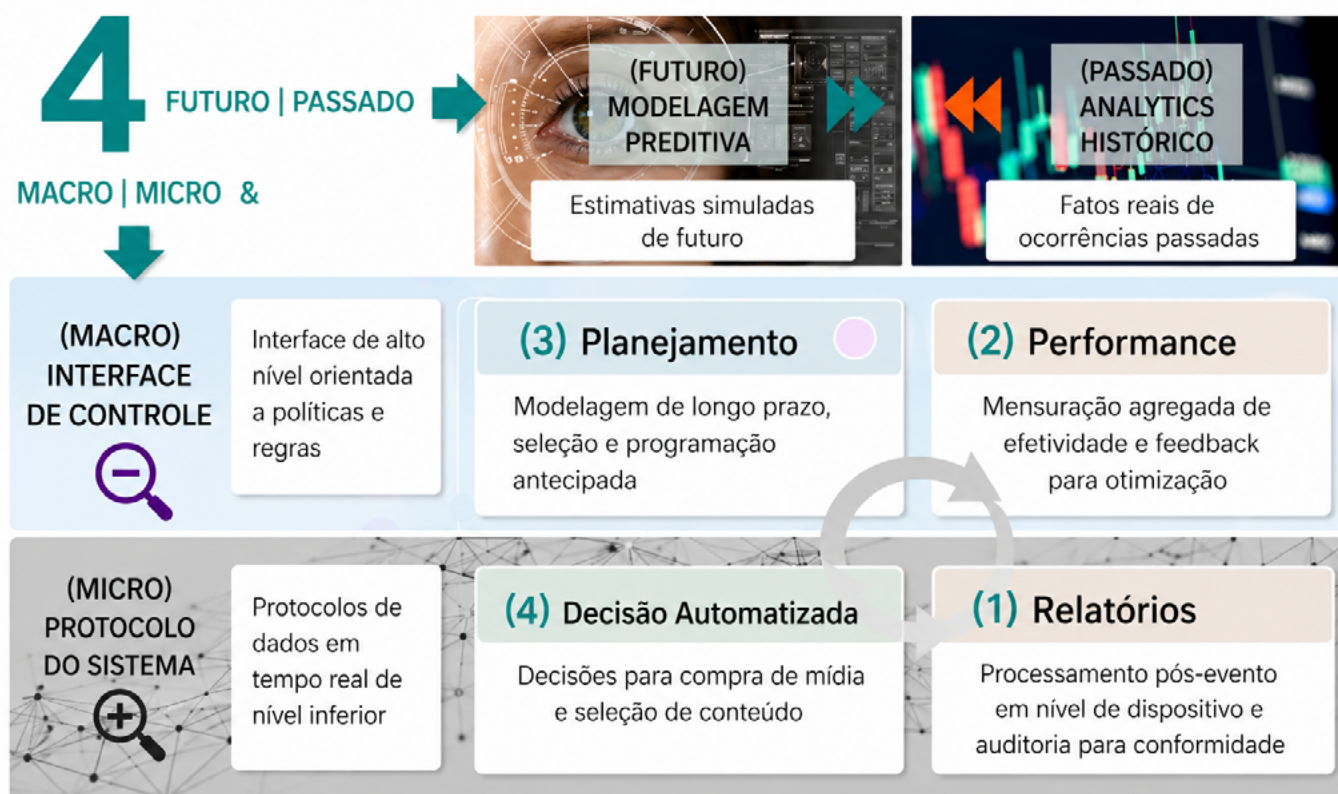 4
FUTURO | PASSADO
MACRO | MICRO &
(FUTURO)
MODELAGEM
PREDITIVA
Estimativas simuladas
de futuro
(PASSADO)
ANALYTICS
HISTÓRICO
Fatos reais de
ocorrências passadas
(MACRO)
INTERFACE
DE CONTROLE
Interface de alto
nível orientada
a políticas e
regras
(3) Planejamento
Modelagem de longo prazo,
seleção e programação
antecipada
(2) Performance
Mensuração agregada de
efetividade e feedback
para otimização
(MICRO)
PROTOCOLO
DO SISTEMA
Protocolos de
dados em
tempo real de
nível inferior
(4) Decisão Automatizada
Decisões para compra de mídia
e seleção de conteúdo
(1) Relatórios
Processamento pós-evento
em nível de dispositivo e
auditoria para conformidade